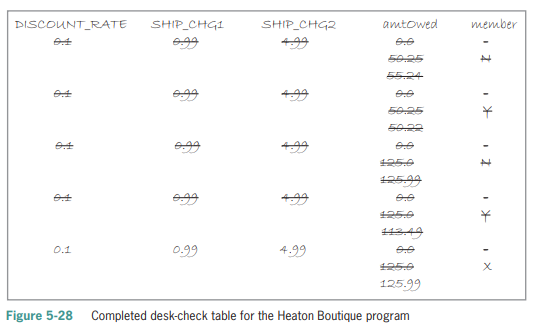 DISCOUNT_RATE SHIP_CHG1 SHIP_CHG2 amtOwed member
0.1 0.99 4.99 0.0 -
50.25 N
55.24
0.1 0.99 4.99 0.0 -
50.25 Y
50.22
0.1 0.99 4.99 0.0 -
125.0 N
125.99
0.1 0.99 4.99 0.0 -
125.0 Y
113.49
0.1 0.99 4.99 0.0 -
125.0 X
125.99
Figure 5-28 Completed desk-check table for the Heaton Boutique program